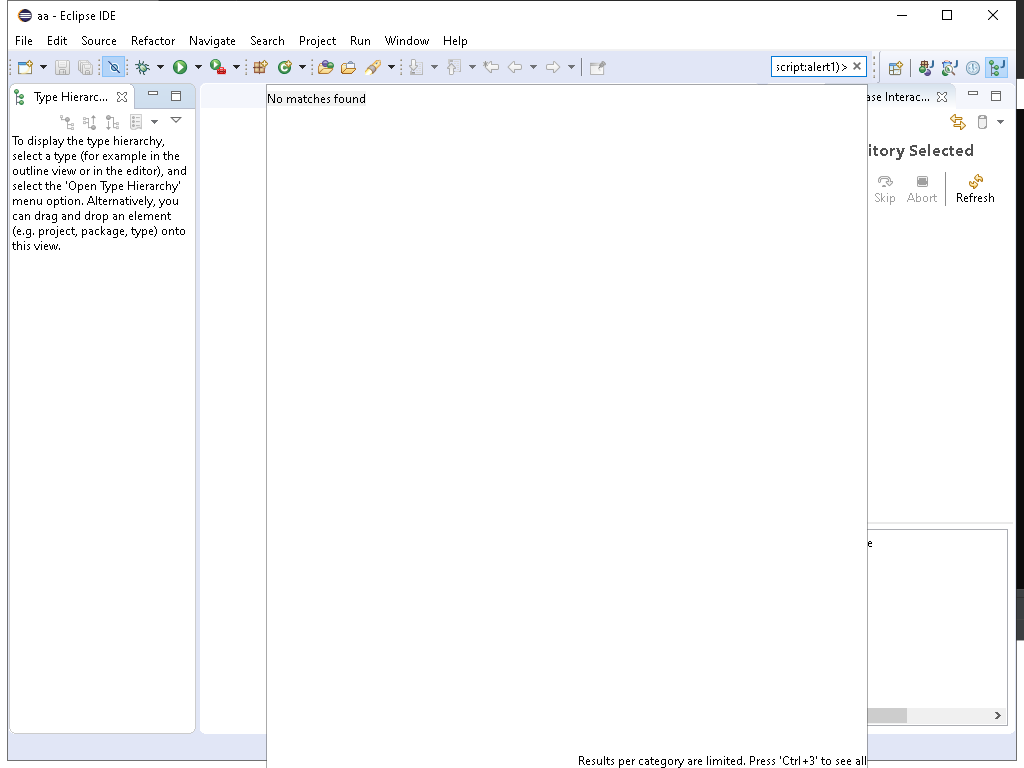 aa - Eclipse IDE
File Edit Source Refactor Navigate Search Project Run Window Help
script:alert1)>
Type Hierarc...
No matches found
ase Interac...
To display the type hierarchy,
select a type (for example in the
outline view or in the editor), and
select the 'Open Type Hierarchy'
menu option. Alternatively, you
can drag and drop an element
(e.g. project, package, type) onto
this view.
itory Selected
Skip Abort Refresh
e
Results per category are limited. Press 'Ctrl+3' to see all